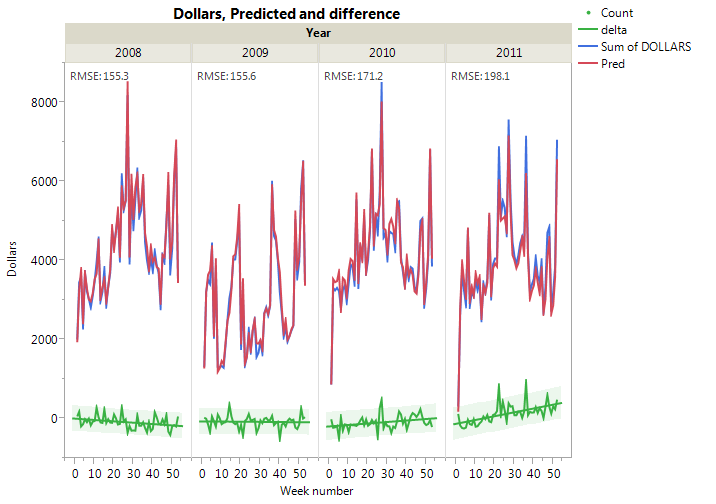 Dollars, Predicted and difference
Year
2008 2009 2010 2011
RMSE:155.3 RMSE:155.6 RMSE:171.2 RMSE:198.1
8000
6000
4000
2000
0
Dollars
0 10 20 30 40 50 0 10 20 30 40 50 0 10 20 30 40 50 0 10 20 30 40 50
Week number
Count
delta
Sum of DOLLARS
Pred